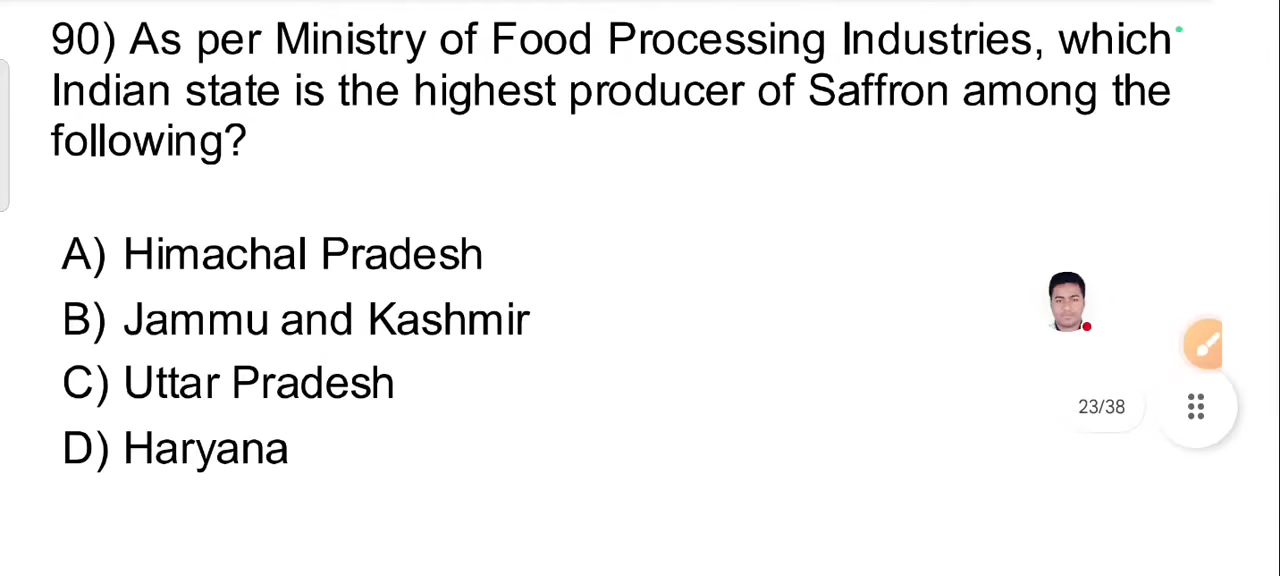 90) As per Ministry of Food Processing Industries, which
Indian state is the highest producer of Saffron among the
following?
A) Himachal Pradesh
B) Jammu and Kashmir
C) Uttar Pradesh
D) Haryana
23/38